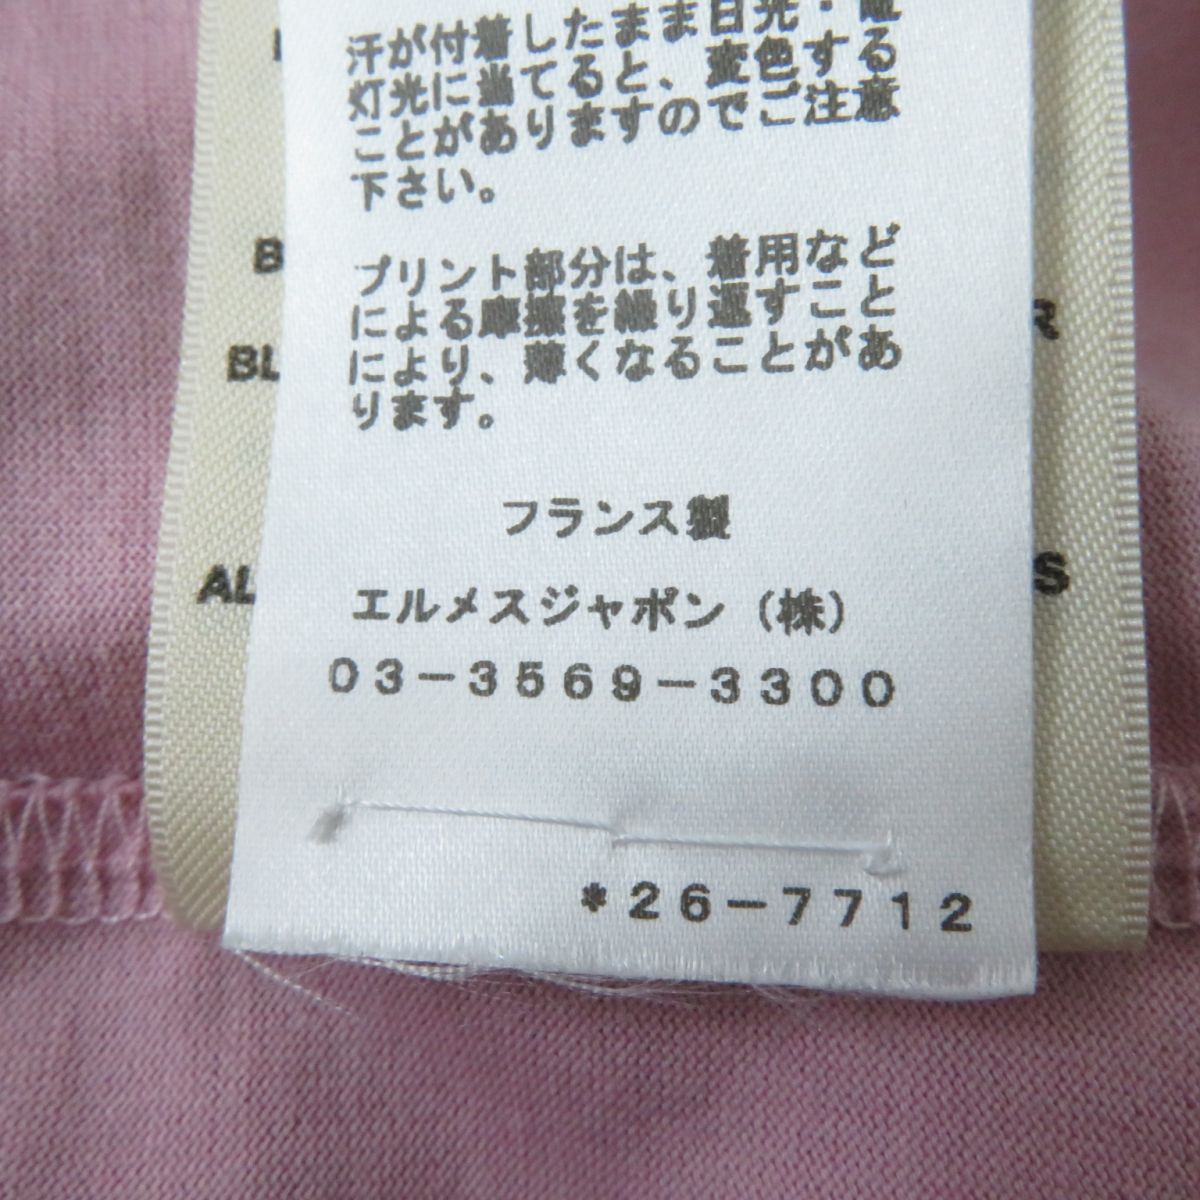 汗が付着したまま日光・電
灯光に当てると、変色する
ことがありますのでご注意
下さい。
プリント部分は、着用など
による摩擦を繰り返すこと
により、薄くなることがあ
ります。
フランス製
エルメスジャポン（株）
03-3569-3300
*26-7712
B
BL
R
AL
S